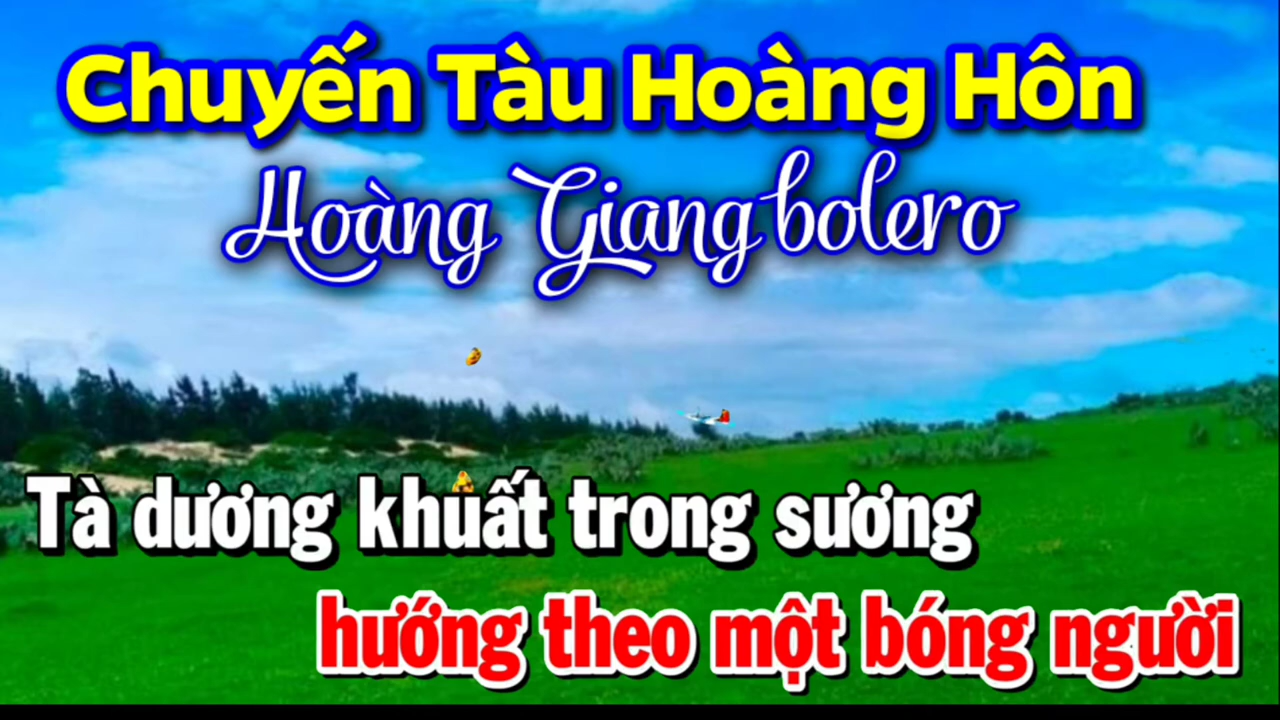 Chuyến Tàu Hoàng Hôn
Hoàng Giang bolero
Tà dương khuất trong sương
hướng theo một bóng người